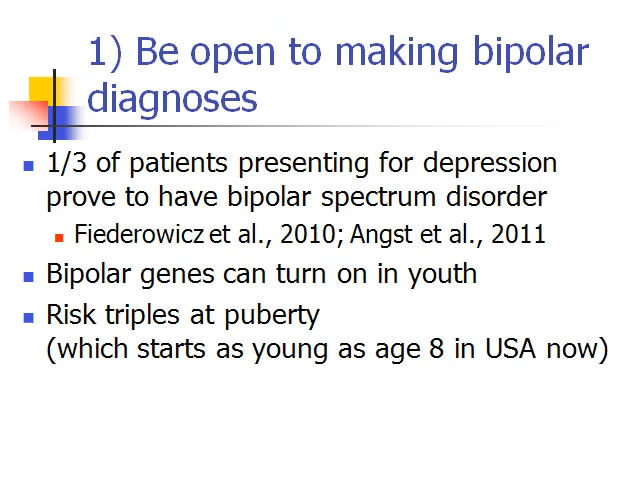 1) Be open to making bipolar
diagnoses
1/3 of patients presenting for depression
prove to have bipolar spectrum disorder
Fiederowicz et al., 2010; Angst et al., 2011
Bipolar genes can turn on in youth
Risk triples at puberty
(which starts as young as age 8 in USA now)